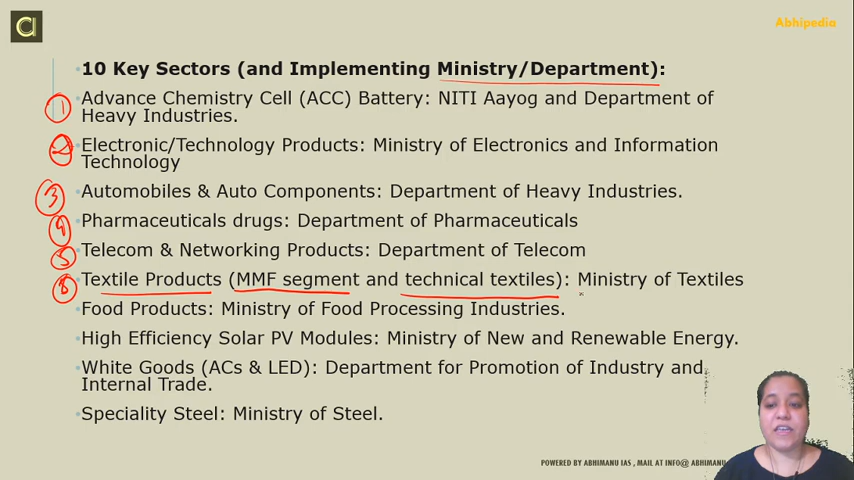 Abhipedia
a
10 Key Sectors (and Implementing Ministry/Department):
1 Advance Chemistry Cell (ACC) Battery: NITI Aayog and Department of
Heavy Industries.
2 Electronic/Technology Products: Ministry of Electronics and Information
Technology
3 Automobiles & Auto Components: Department of Heavy Industries.
4 Pharmaceuticals drugs: Department of Pharmaceuticals
5 Telecom & Networking Products: Department of Telecom
Textile Products (MMF segment and technical textiles): Ministry of Textiles
Food Products: Ministry of Food Processing Industries.
High Efficiency Solar PV Modules: Ministry of New and Renewable Energy.
White Goods (ACs & LED): Department for Promotion of Industry and
Internal Trade.
Speciality Steel: Ministry of Steel.
POWERED BY ABHIMANU IAS , MAIL AT INFO@ ABHIMANU